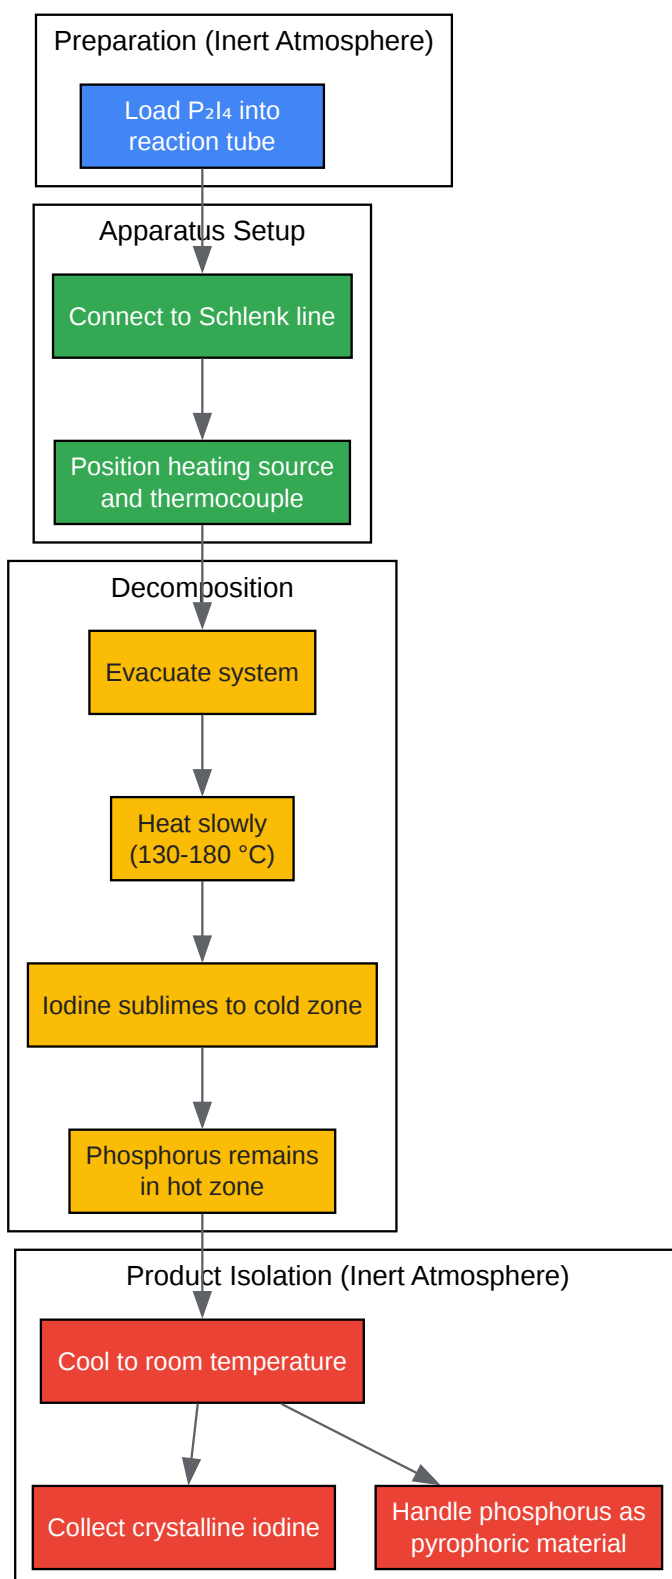 Preparation (Inert Atmosphere)
Load P₂I₄ into
reaction tube
Apparatus Setup
Connect to Schlenk line
Position heating source
and thermocouple
Decomposition
Evacuate system
Heat slowly
(130-180 °C)
Iodine sublimes to cold zone
Phosphorus remains
in hot zone
Product Isolation (Inert Atmosphere)
Cool to room temperature
Collect crystalline iodine
Handle phosphorus as
pyrophoric material